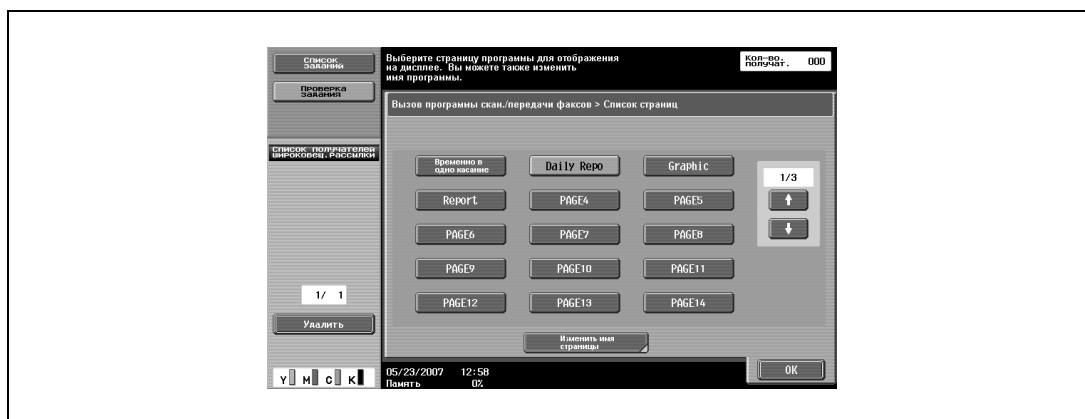 Список
заданий
Проверка
задания
Список получателей
широковещ.рассылки
1/ 1
Удалить
Y M C K
Выберите страницу программы для отображения
на дисплее. Вы можете также изменить
имя программы.
Кол-во.
получат. 000
Вызов программы скан./передачи факсов > Список страниц
Временно в
одно касание
Daily Repo
Graphic
Report
PAGE4
PAGE5
PAGE6
PAGE7
PAGE8
PAGE9
PAGE10
PAGE11
PAGE12
PAGE13
PAGE14
1/3
Изменить имя
страницы
05/23/2007 12:58
Память 0%
OK